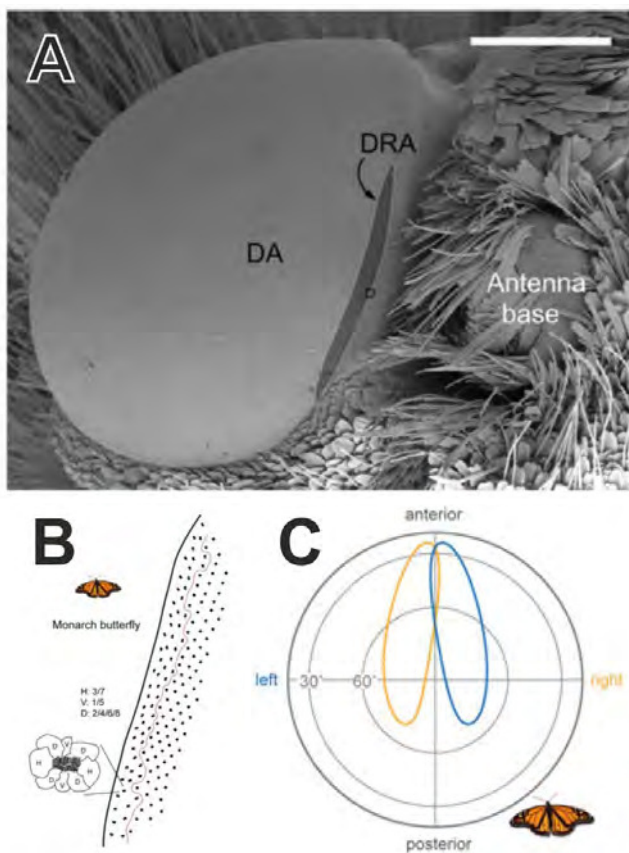 A
DRA
DA
Antenna
base
B
Monarch butterfly
H: 3/7
V: 1/5
D: 2/4/6/8
D
V
D
H
H
D
V
D
C
anterior
left
30°
60°
right
posterior